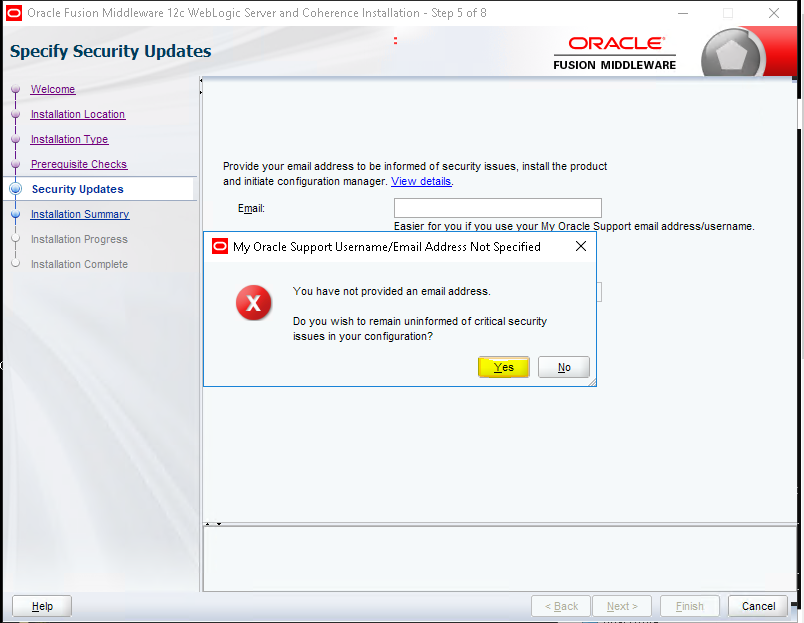 Oracle Fusion Middleware 12c WebLogic Server and Coherence Installation - Step 5 of 8
Specify Security Updates
ORACLE
FUSION MIDDLEWARE
Welcome
Installation Location
Installation Type
Prerequisite Checks
Security Updates
Installation Summary
Installation Progress
Installation Complete
Provide your email address to be informed of security issues, install the product
and initiate configuration manager. View details.
Email:
Easier for you if you use your My Oracle Support email address/username.
My Oracle Support Username/Email Address Not Specified
You have not provided an email address.
Do you wish to remain uninformed of critical security
issues in your configuration?
Yes
No
Help
< Back
Next >
Finish
Cancel